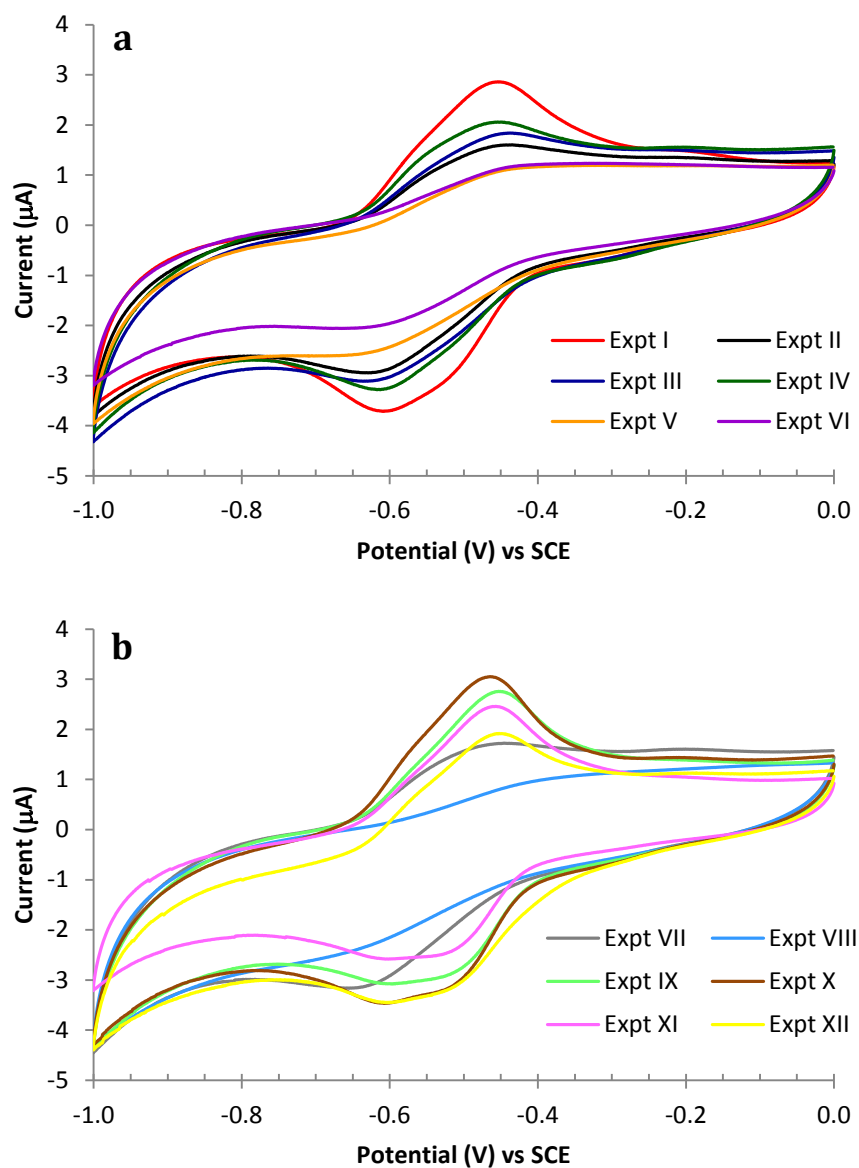 a
4
3
2
1
0
-1
-2
-3
-4
-5
Current (µA)
Expt I
Expt II
Expt III
Expt IV
Expt V
Expt VI
-1.0
-0.8
-0.6
-0.4
-0.2
0.0
Potential (V) vs SCE
b
4
3
2
1
0
-1
-2
-3
-4
-5
Current (µA)
Expt VII
Expt VIII
Expt IX
Expt X
Expt XI
Expt XII
-1.0
-0.8
-0.6
-0.4
-0.2
0.0
Potential (V) vs SCE